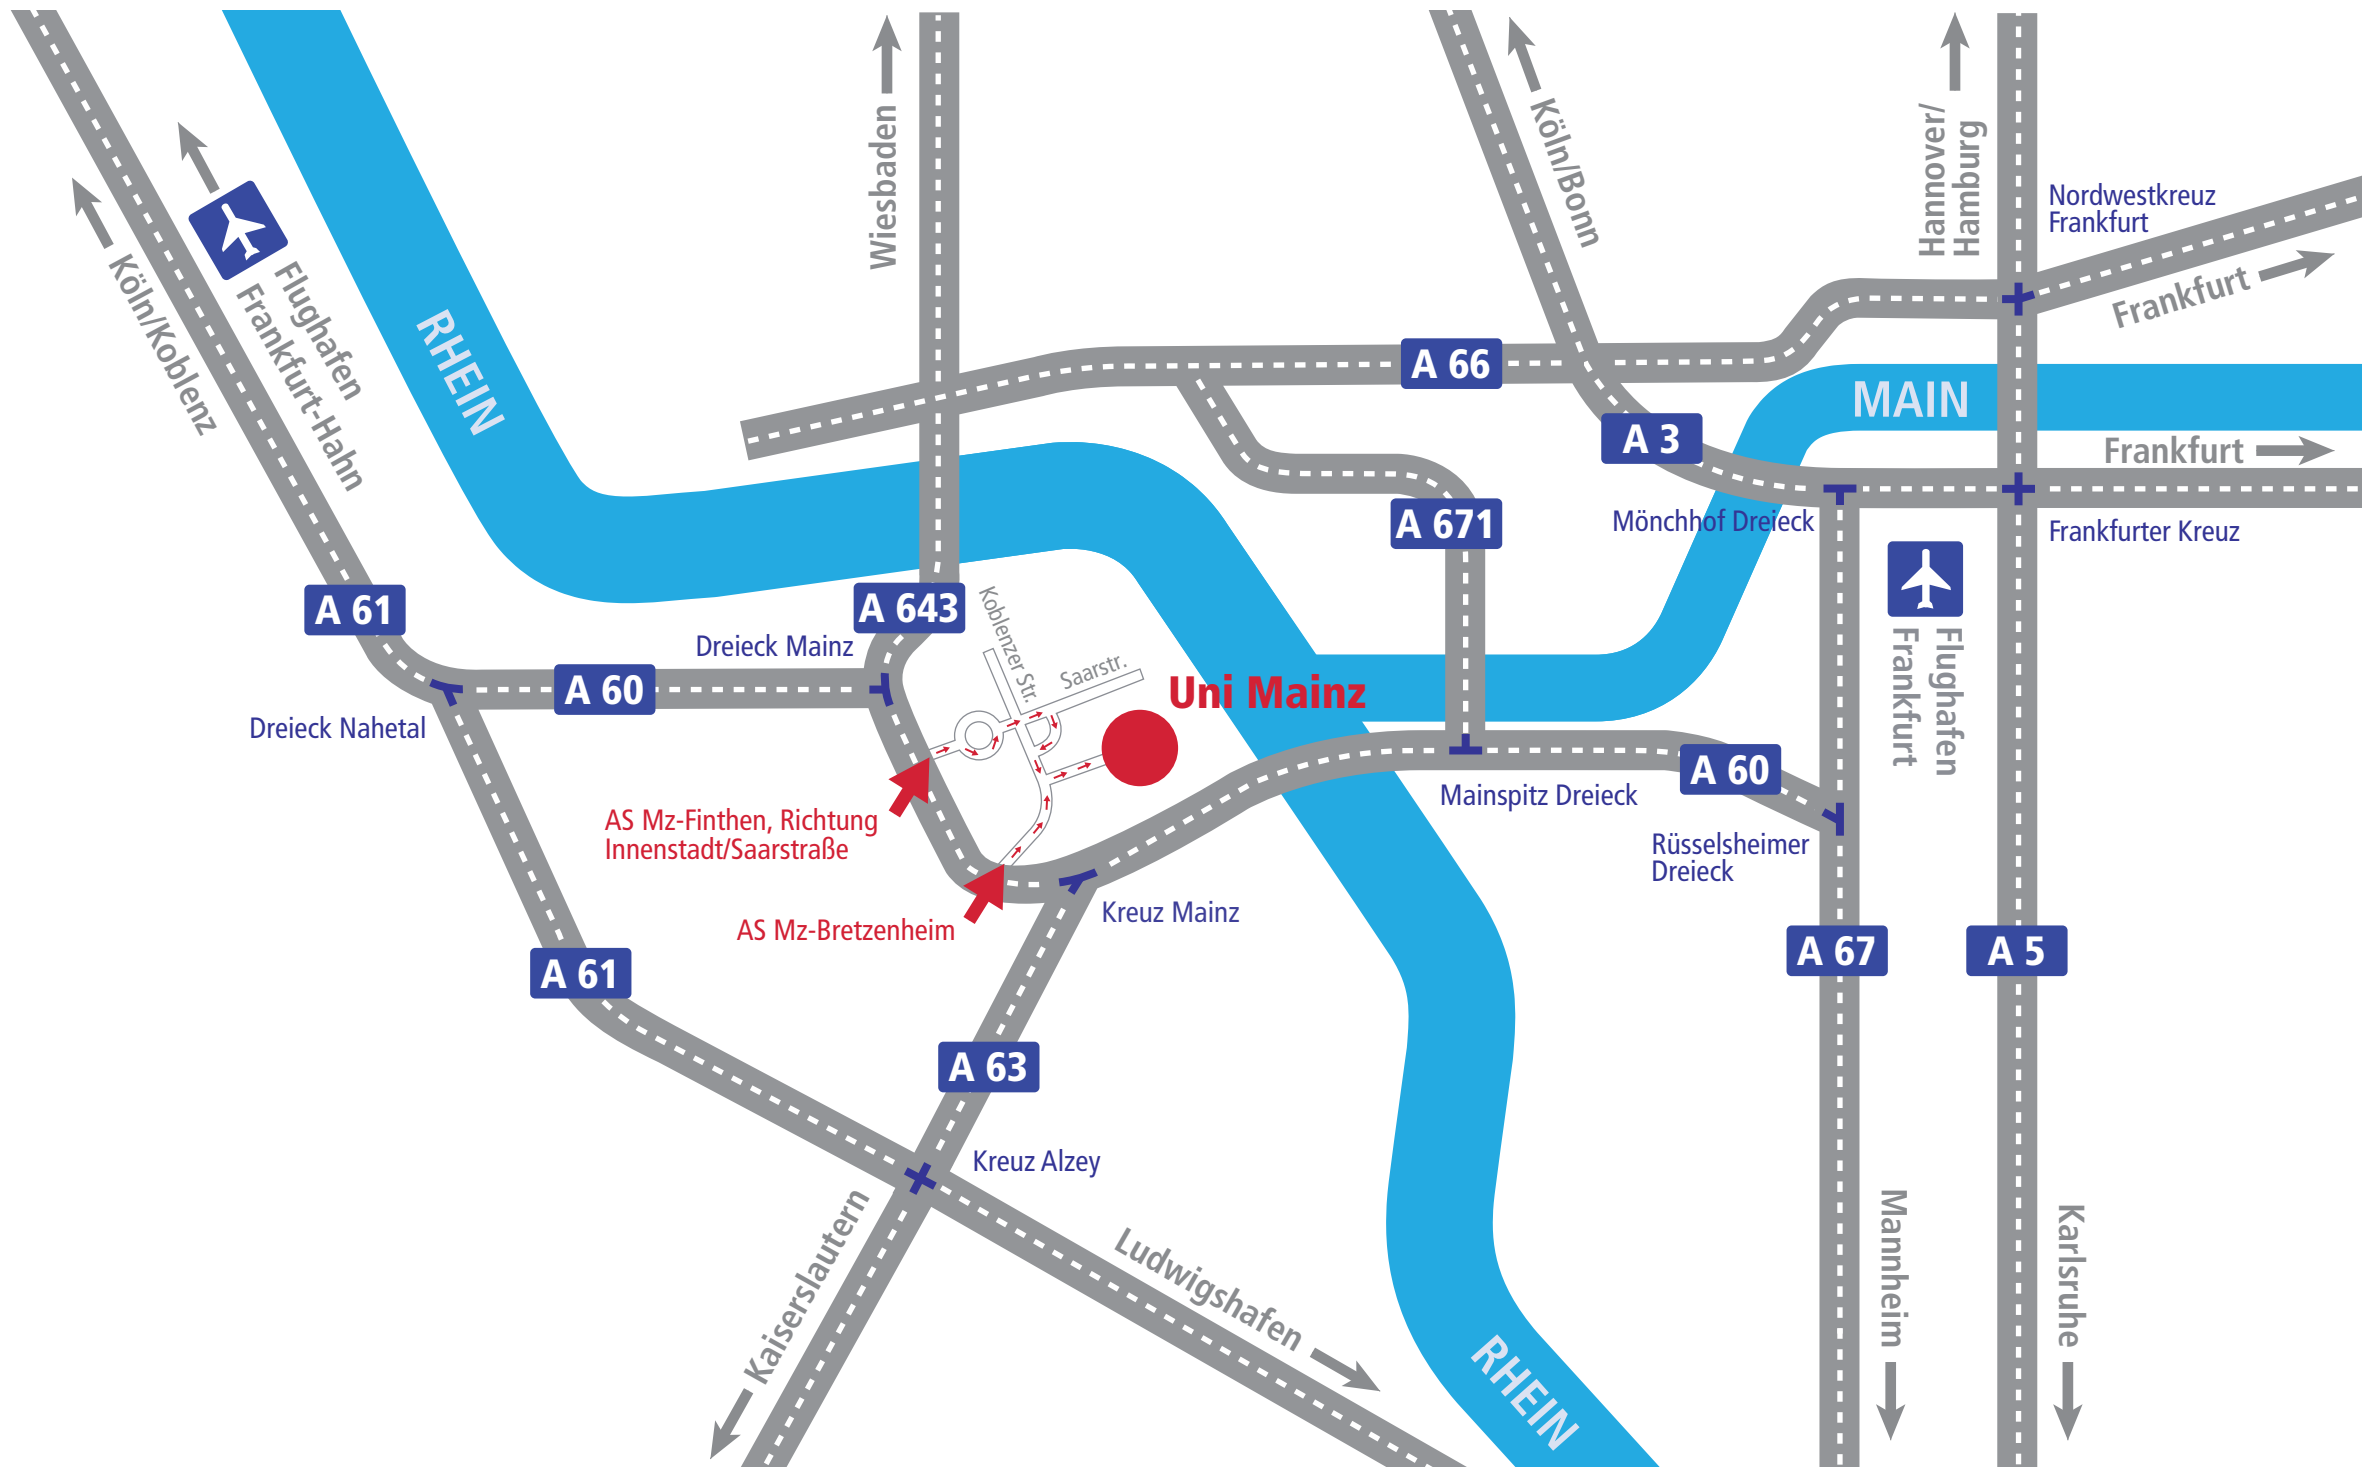 Wiesbaden
Köln/Bonn
Hannover/
Hamburg
Nordwestkreuz
Frankfurt
Frankfurt
Köln/Koblenz
Flughafen
Frankfurt-Hahn
RHEIN
A 66
MAIN
A 3
Frankfurt
A 671
Mönchhof Dreieck
Frankfurter Kreuz
A 61
A 643
Koblenzer Str.
Saarstr.
Dreieck Mainz
A 60
Uni Mainz
Flughafen
Frankfurt
Dreieck Nahetal
A 60
Mainspitz Dreieck
AS Mz-Finthen, Richtung
Innenstadt/Saarstraße
Rüsselsheimer
Dreieck
AS Mz-Bretzenheim
Kreuz Mainz
A 61
A 67
A 5
A 63
Kreuz Alzey
Kaiserslautern
Ludwigshafen
Mannheim
Karlsruhe
RHEIN